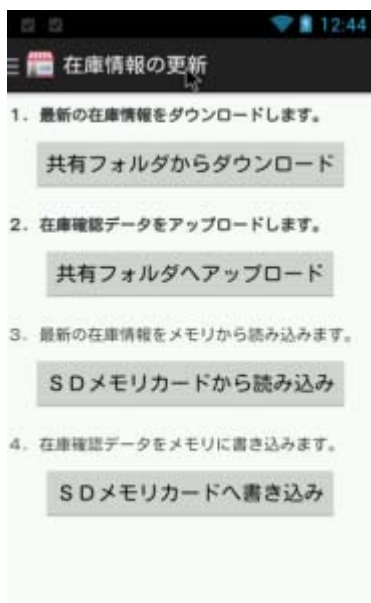 12:44
在庫情報の更新
1. 最新の在庫情報をダウンロードします。
共有フォルダからダウンロード
2. 在庫確認データをアップロードします。
共有フォルダへアップロード
3. 最新の在庫情報をメモリから読み込みます。
ＳＤメモリカードから読み込み
4. 在庫確認データをメモリに書き込みます。
ＳＤメモリカードへ書き込み